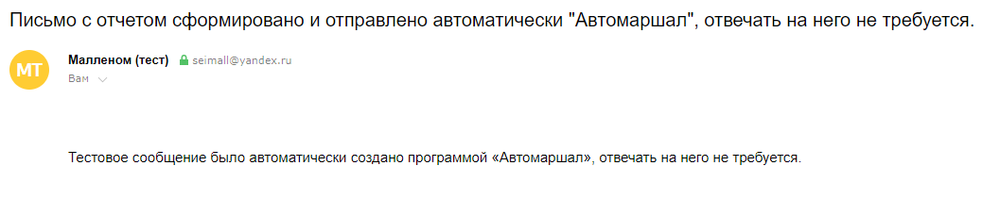 Письмо с отчетом сформировано и отправлено автоматически "Автомаршал", отвечать на него не требуется.
МТ
Малленом (тест) seimall@yandex.ru
Вам
Тестовое сообщение было автоматически создано программой «Автомаршал», отвечать на него не требуется.